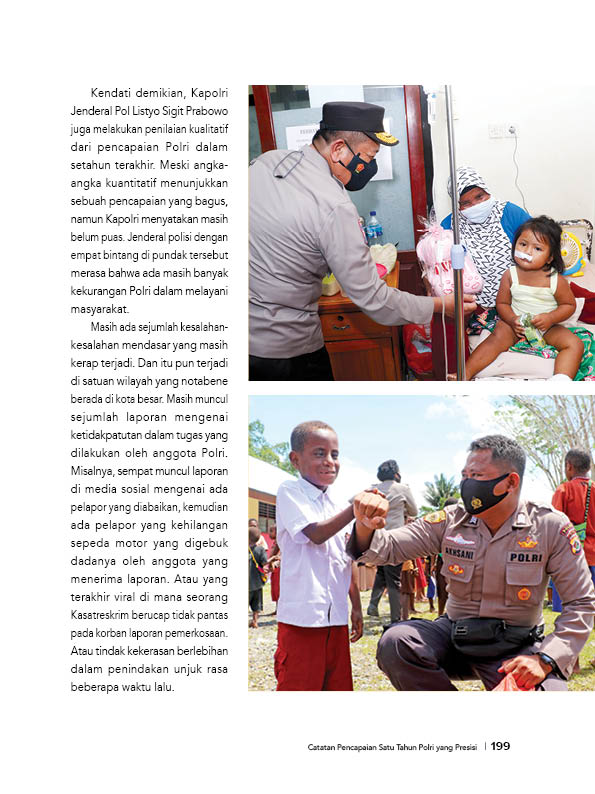 Kendati demikian, Kapolri
Jenderal Pol Listyo Sigit Prabowo
juga melakukan penilaian kualitatif
dari pencapaian Polri dalam
setahun terakhir. Meski angka-
angka kuantitatif menunjukkan
sebuah pencapaian yang bagus,
namun Kapolri menyatakan masih
belum puas. Jenderal polisi dengan
empat bintang di pundak tersebut
merasa bahwa ada masih banyak
kekurangan Polri dalam melayani
masyarakat.
Masih ada sejumlah kesalahan-
kesalahan mendasar yang masih
kerap terjadi. Dan itu pun terjadi
di satuan wilayah yang notabene
berada di kota besar. Masih muncul
sejumlah laporan mengenai
ketidakpatutan dalam tugas yang
dilakukan oleh anggota Polri.
Misalnya, sempat muncul laporan
di media sosial mengenai ada
pelapor yang diabaikan, kemudian
ada pelapor yang kehilangan
sepeda motor yang digebuk
dadanya oleh anggota yang
menerima laporan. Atau yang
terakhir viral di mana seorang
Kasatreskrim berucap tidak pantas
pada korban laporan pemerkosaan.
Atau tindak kekerasan berlebihan
dalam penindakan unjuk rasa
beberapa waktu lalu.
AKHSANI
POLRI
Catatan Pencapaian Satu Tahun Polri yang Presisi | 199